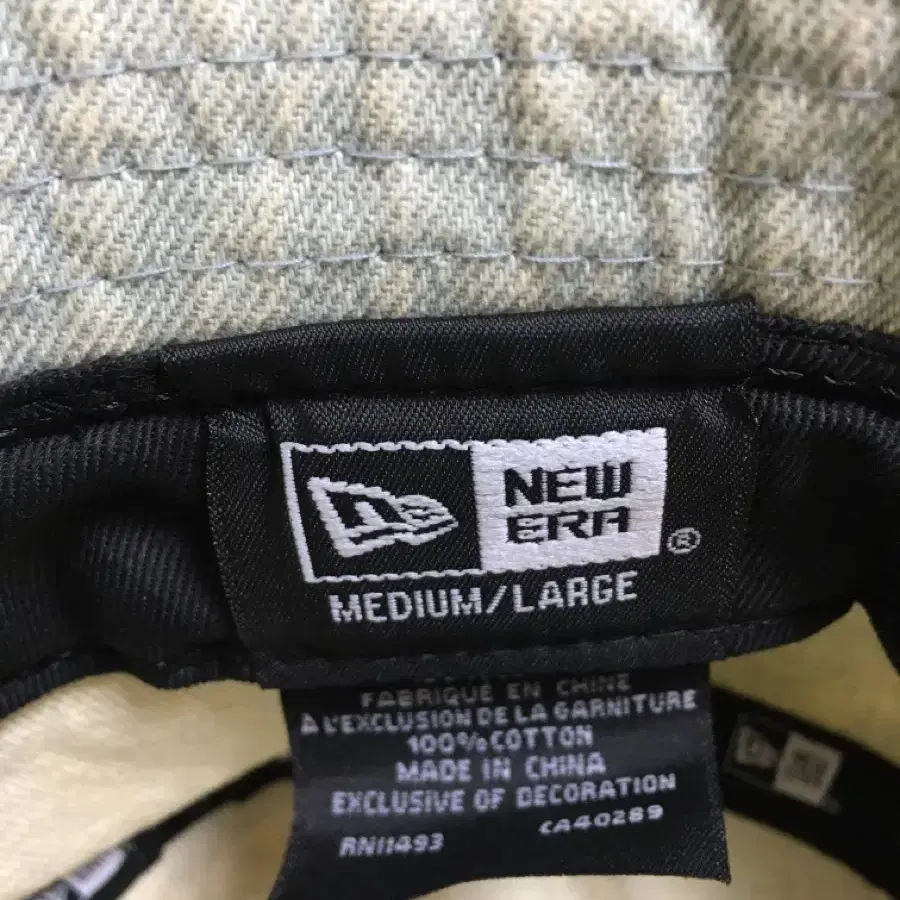 NEW
ERA
®
MEDIUM/LARGE
FABRIQUÉ EN CHINE
À L'EXCLUSION DE LA GARNITURE
100% COTTON
MADE IN CHINA
EXCLUSIVE OF DECORATION
RN11493 CA40289